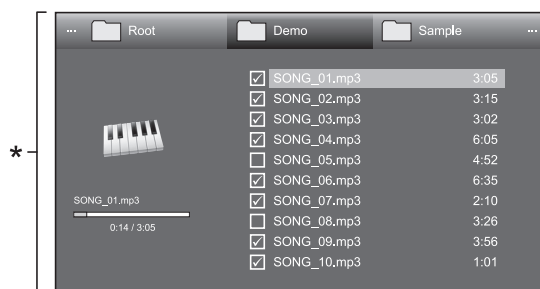 *
... Root Demo Sample ...
SONG_01.mp3 3:05
SONG_02.mp3 3:15
SONG_03.mp3 3:02
SONG_04.mp3 6:05
SONG_05.mp3 4:52
SONG_06.mp3 6:35
SONG_07.mp3 2:10
SONG_08.mp3 3:26
SONG_09.mp3 3:56
SONG_10.mp3 1:01
SONG_01.mp3
0:14 / 3:05